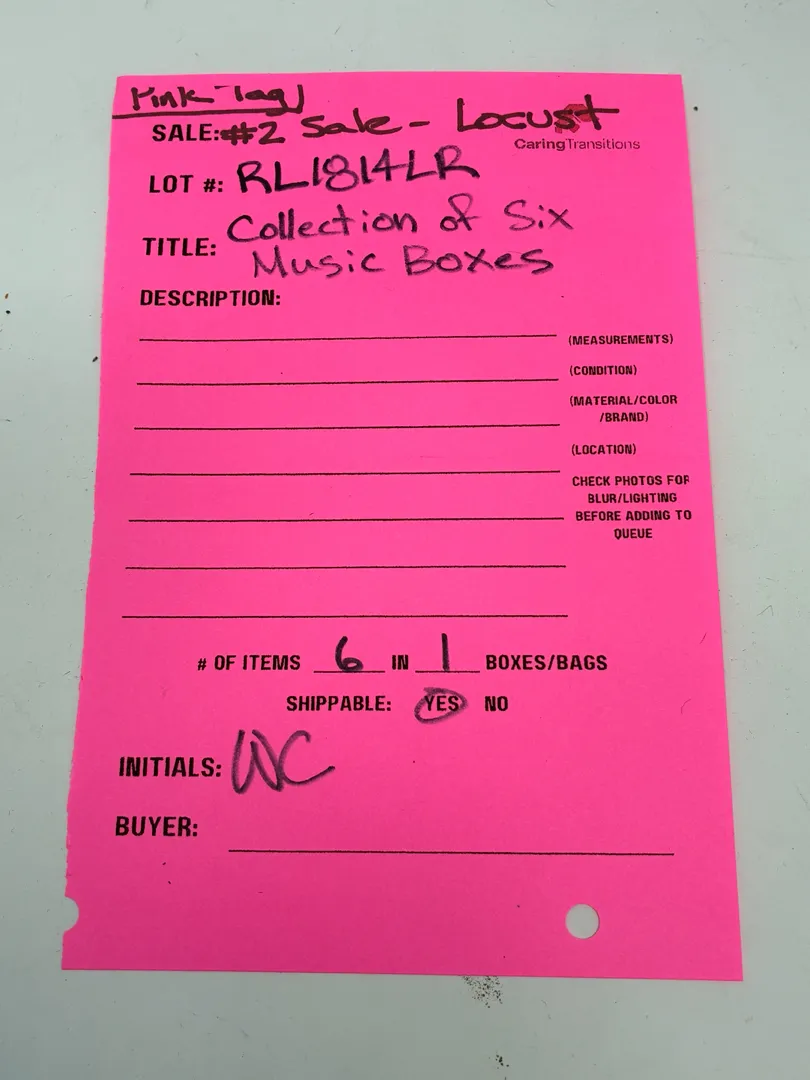 Pink Tag
SALE: #2 Sale - Locust
CaringTransitions
LOT #: RL1814LR
TITLE: Collection of Six
Music Boxes
DESCRIPTION:
(MEASUREMENTS)
(CONDITION)
(MATERIAL/COLOR
/BRAND)
(LOCATION)
CHECK PHOTOS FOR
BLUR/LIGHTING
BEFORE ADDING TO
QUEUE
# OF ITEMS 6 IN 1 BOXES/BAGS
SHIPPABLE: YES NO
INITIALS: WC
BUYER: